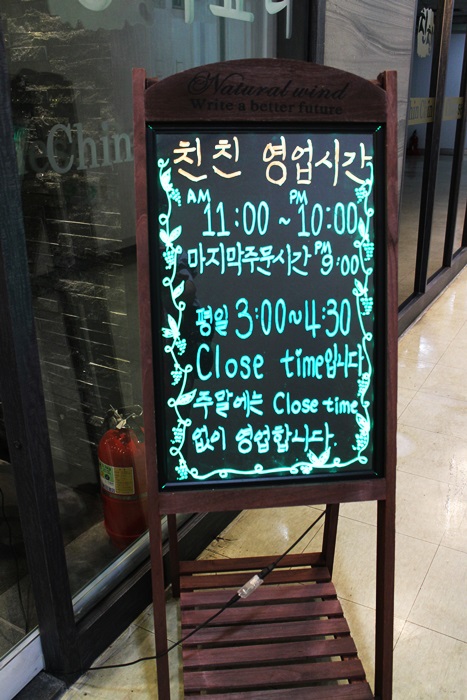 Chin
Natural wind
Write a better future
친친 영업시간
AM 11:00 ~ PM 10:00
마지막주문시간 PM 9:00
평일 3:00~4:30
Close time입니다
주말에는 Close time
없이 영업합니다.